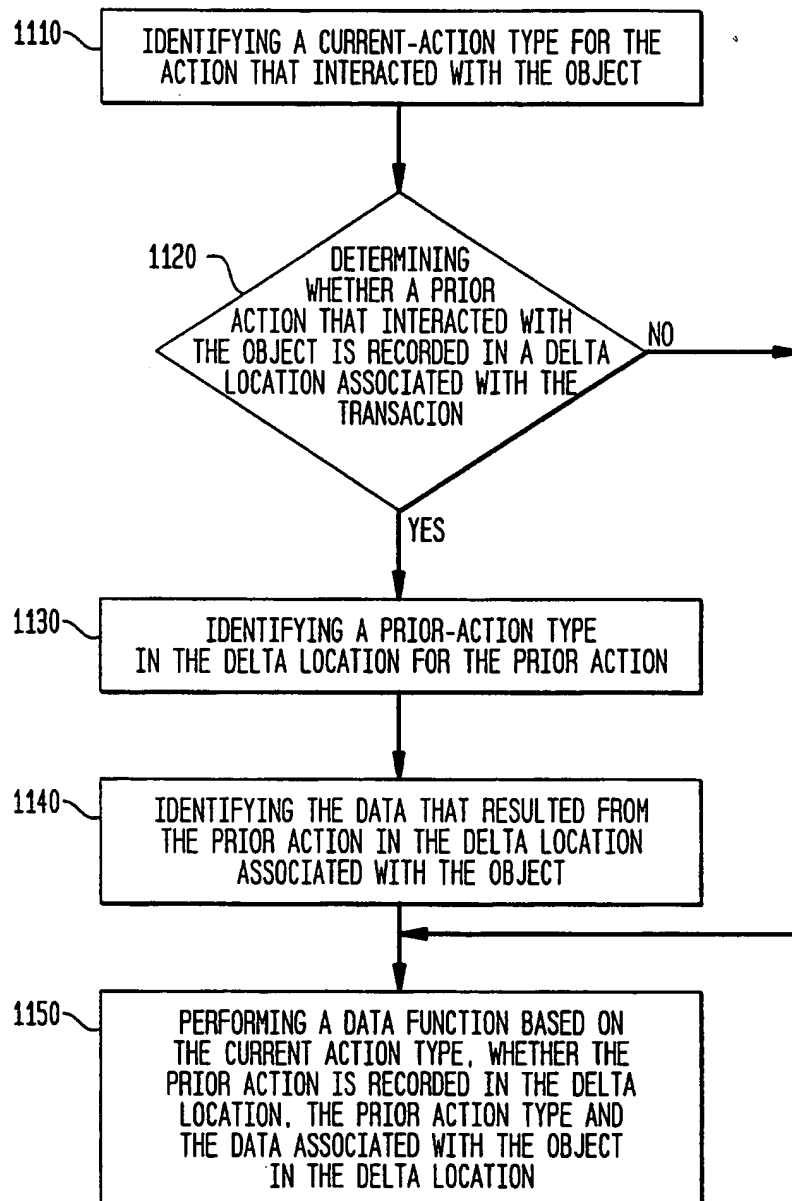 1110
IDENTIFYING A CURRENT-ACTION TYPE FOR THE
ACTION THAT INTERACTED WITH THE OBJECT
1120
DETERMINING
WHETHER A PRIOR
ACTION THAT INTERACTED WITH
THE OBJECT IS RECORDED IN A DELTA
LOCATION ASSOCIATED WITH THE
TRANSACION
NO
YES
1130
IDENTIFYING A PRIOR-ACTION TYPE
IN THE DELTA LOCATION FOR THE PRIOR ACTION
1140
IDENTIFYING THE DATA THAT RESULTED FROM
THE PRIOR ACTION IN THE DELTA LOCATION
ASSOCIATED WITH THE OBJECT
1150
PERFORMING A DATA FUNCTION BASED ON
THE CURRENT ACTION TYPE, WHETHER THE
PRIOR ACTION IS RECORDED IN THE DELTA
LOCATION, THE PRIOR ACTION TYPE AND
THE DATA ASSOCIATED WITH THE OBJECT
IN THE DELTA LOCATION